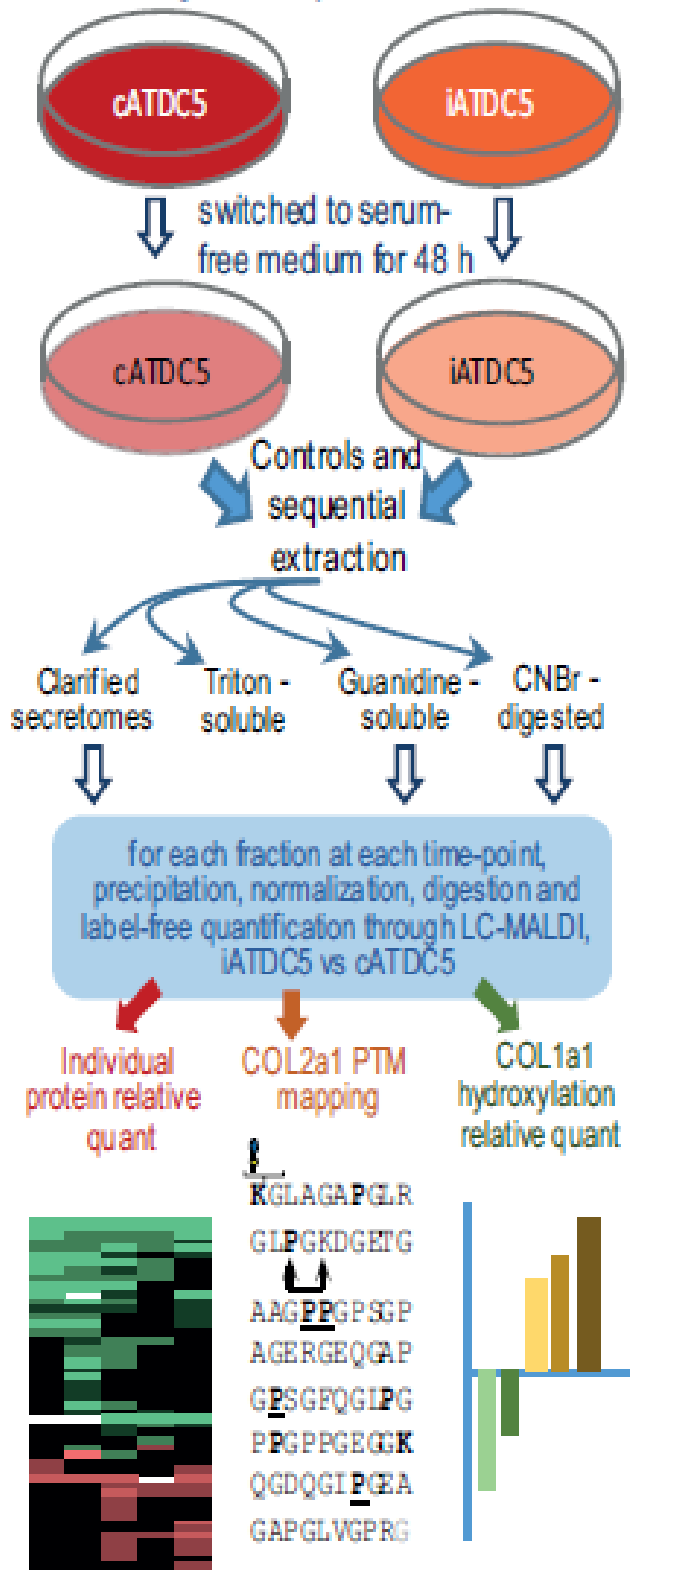 cATDC5
iATDC5
switched to serum-
free medium for 48 h
cATDC5
iATDC5
Controls and
sequential
extraction
Clarified
secretomes
Triton -
soluble
Guanidine -
soluble
CNBr -
digested
for each fraction at each time-point,
precipitation, normalization, digestion and
label-free quantification through LC-MALDI,
iATDC5 vs cATDC5
Individual
protein relative
quant
COL2a1 PTM
mapping
COL1a1
hydroxylation
relative quant
KGLAGAPGLR
GLPGKDGETG
AAGPPGPSGP
AGERGEQGAP
GPSGFQGLPG
PPGPPGEGGK
QGDQGIPGEA
GAPGLVGPRG